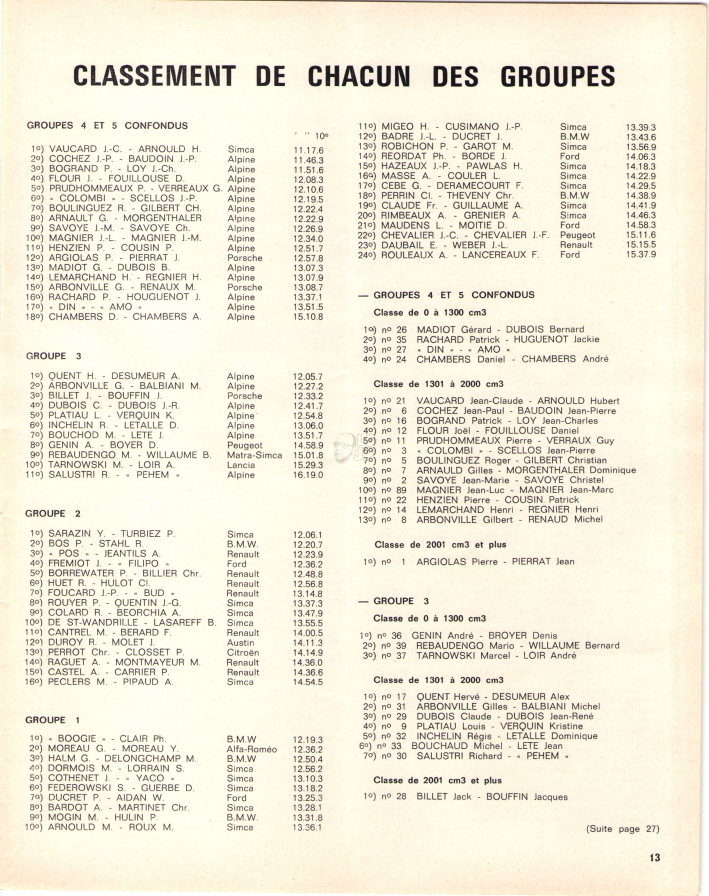 CLASSEMENT DE CHACUN DES GROUPES
GROUPES 4 ET 5 CONFONDUS
' '' 10e
1o) VAUCARD J.-C. - ARNOULD H. Simca 11.17.6
2o) COCHEZ J.-P. - BAUDOIN J.-P. Alpine 11.46.3
3o) BOGRAND P. - LOY J.-Ch. Alpine 11.51.6
4o) FLOUR J. - FOUILLOUSE D. Alpine 12.08.3
5o) PRUDHOMMEAUX P. - VERREAUX G. Alpine 12.10.6
6o) « COLOMBI » - SCELLOS J.-P. Alpine 12.19.5
7o) BOULINGUEZ R. - GILBERT CH. Alpine 12.22.4
8o) ARNAULT G. - MORGENTHALER Alpine 12.22.9
9o) SAVOYE J.-M. - SAVOYE Ch. Alpine 12.26.9
10o) MAGNIER J.-L. - MAGNIER J.-M. Alpine 12.34.0
11o) HENZIEN P. - COUSIN P. Alpine 12.51.7
12o) ARGIOLAS P. - PIERRAT J. Porsche 12.57.8
13o) MADIOT G. - DUBOIS B. Alpine 13.07.3
14o) LEMARCHAND H. - REGNIER H. Alpine 13.07.9
15o) ARBONVILLE G. - RENAUX M. Porsche 13.08.7
16o) RACHARD P. - HOUGUENOT J. Alpine 13.37.1
17o) « DIN » - « AMO » Alpine 13.51.5
18o) CHAMBERS D. - CHAMBERS A. Alpine 15.10.8
GROUPE 3
1o) QUENT H. - DESUMEUR A. Alpine 12.05.7
2o) ARBONVILLE G. - BALBIANI M. Alpine 12.27.2
3o) BILLET J. - BOUFFIN J. Porsche 12.33.2
4o) DUBOIS C. - DUBOIS J.-R. Alpine 12.41.7
5o) PLATIAU L. - VERQUIN K. Alpine 12.54.8
6o) INCHELIN R. - LETALLE D. Alpine 13.06.0
7o) BOUCHOD M. - LETE J. Alpine 13.51.7
8o) GENIN A. - BOYER D. Peugeot 14.58.9
9o) REBAUDENGO M. - WILLAUME B. Matra-Simca 15.01.8
10o) TARNOWSKI M. - LOIR A. Lancia 15.29.3
11o) SALUSTRI R. - « PEHEM » Alpine 16.19.0
GROUPE 2
1o) SARAZIN Y. - TURBIEZ P. Simca 12.06.1
2o) BOS P. - STAHL R. B.M.W. 12.20.7
3o) « POS » - JEANTILS A. Renault 12.23.9
4o) FREMIOT J. - « FILIPO » Ford 12.36.2
5o) BORREWATER P. - BILLIER Chr. Renault 12.48.8
6o) HUET R. - HULOT Cl. Renault 12.56.8
7o) FOUCARD J.-P. - « BUD » Renault 13.14.8
8o) ROUYER P. - QUENTIN J.-G. Simca 13.37.3
9o) COLARD R. - BEORCHIA A. Simca 13.47.9
10o) DE ST-WANDRILLE - LASAREFF B. Simca 13.55.5
11o) CANTREL M. - BERARD F. Renault 14.00.5
12o) DUROY R. - MOLET J. Austin 14.11.3
13o) PERROT Chr. - CLOSSET P. Citroën 14.14.9
14o) RAGUET A. - MONTMAYEUR M. Renault 14.36.0
15o) CASTEL A. - CARRIER P. Renault 14.36.6
16o) PECLERS M. - PIPAUD A. Simca 14.54.5
GROUPE 1
1o) « BOOGIE » - CLAIR Ph. B.M.W 12.19.3
2o) MOREAU G. - MOREAU Y. Alfa-Roméo 12.36.2
3o) HALM G. - DELONGCHAMP M. B.M.W 12.50.4
4o) DORMOIS M. - LORRAIN S. Simca 12.56.2
5o) COTHENET J. - « YACO » Simca 13.10.3
6o) FEDEROWSKI S. - GUERBE D. Simca 13.18.2
7o) DUCRET P. - AIDAN W. Ford 13.25.3
8o) BARDOT A. - MARTINET Chr. Simca 13.28.1
9o) MOGIN M. - HULIN P. B.M.W. 13.31.8
10o) ARNOULD M. - ROUX M. Simca 13.36.1
11o) MIGEO H. - CUSIMANO J.-P. Simca 13.39.3
12o) BADRE J.-L. - DUCRET J. B.M.W 13.43.6
13o) ROBICHON P. - GAROT M. Simca 13.56.9
14o) REORDAT Ph. - BORDE J. Ford 14.06.3
15o) HAZEAUX J.-P. - PAWLAS H. Simca 14.18.3
16o) MASSE A. - COULER L. Simca 14.22.9
17o) CEBE G. - DERAMECOURT F. Simca 14.29.5
18o) PERRIN Cl. - THEVENY Chr. B.M.W 14.38.9
19o) CLAUDE Fr. - GUILLAUME A. Simca 14.41.9
20o) RIMBEAUX A. - GRENIER A. Simca 14.46.3
21o) MAUDENS L. - MOITIE D. Ford 14.58.3
22o) CHEVALIER J.-C. - CHEVALIER J.-F. Peugeot 15.11.6
23o) DAUBAIL E. - WEBER J.-L. Renault 15.15.5
24o) ROULEAUX A. - LANCEREAUX F. Ford 15.37.9
— GROUPES 4 ET 5 CONFONDUS
Classe de 0 à 1300 cm3
1o) no 26 MADIOT Gérard - DUBOIS Bernard
2o) no 35 RACHARD Patrick - HUGUENOT Jackie
3o) no 27 « DIN » - « AMO »
4o) no 24 CHAMBERS Daniel - CHAMBERS André
Classe de 1301 à 2000 cm3
1o) no 21 VAUCARD Jean-Claude - ARNOULD Hubert
2o) no 6 COCHEZ Jean-Paul - BAUDOIN Jean-Pierre
3o) no 16 BOGRAND Patrick - LOY Jean-Charles
4o) no 12 FLOUR Joël - FOUILLOUSE Daniel
5o) no 11 PRUDHOMMEAUX Pierre - VERRAUX Guy
6o) no 3 « COLOMBI » - SCELLOS Jean-Pierre
7o) no 5 BOULINGUEZ Roger - GILBERT Christian
8o) no 7 ARNAULD Gilles - MORGENTHALER Dominique
9o) no 2 SAVOYE Jean-Marie - SAVOYE Christel
10o) no 89 MAGNIER Jean-Luc - MAGNIER Jean-Marc
11o) no 22 HENZIEN Pierre - COUSIN Patrick
12o) no 14 LEMARCHAND Henri - REGNIER Henri
13o) no 8 ARBONVILLE Gilbert - RENAUD Michel
Classe de 2001 cm3 et plus
1o) no 1 ARGIOLAS Pierre - PIERRAT Jean
— GROUPE 3
Classe de 0 à 1300 cm3
1o) no 36 GENIN André - BROYER Denis
2o) no 39 REBAUDENGO Mario - WILLAUME Bernard
3o) no 37 TARNOWSKI Marcel - LOIR André
Classe de 1301 à 2000 cm3
1o) no 17 QUENT Hervé - DESUMEUR Alex
2o) no 31 ARBONVILLE Gilles - BALBIANI Michel
3o) no 29 DUBOIS Claude - DUBOIS Jean-René
4o) no 9 PLATIAU Louis - VERQUIN Kristine
5o) no 32 INCHELIN Régis - LETALLE Dominique
6o) no 33 BOUCHAUD Michel - LETE Jean
7o) no 30 SALUSTRI Richard - « PEHEM »
Classe de 2001 cm3 et plus
1o) no 28 BILLET Jack - BOUFFIN Jacques
(Suite page 27)
13